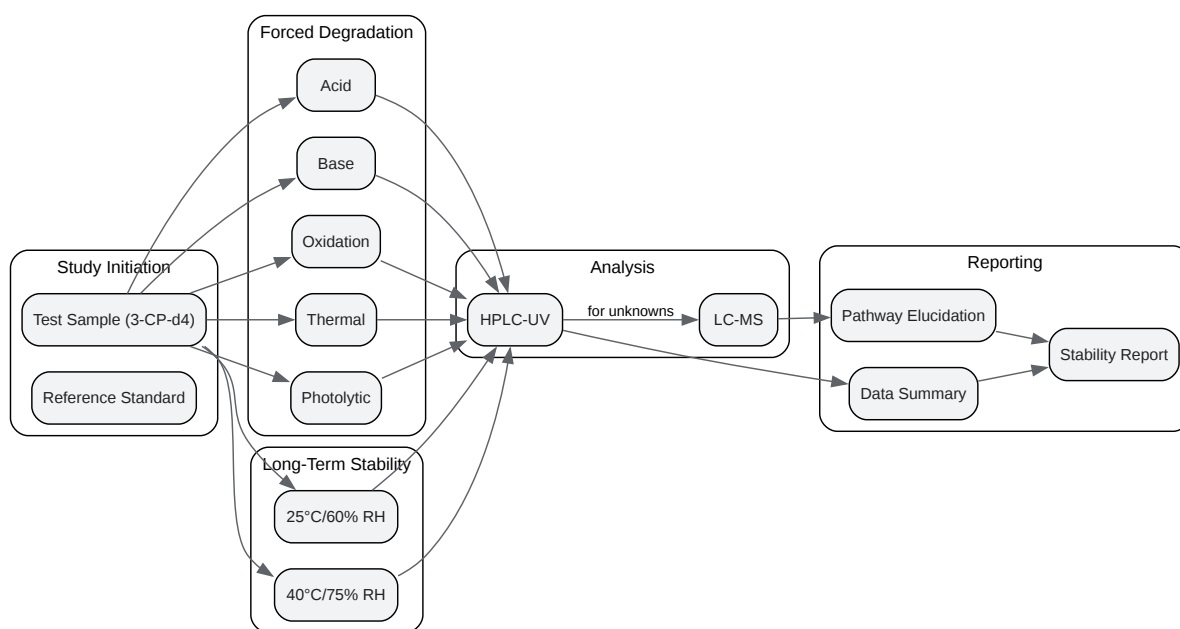 Forced Degradation
Acid
Base
Oxidation
Thermal
Photolytic
Study Initiation
Test Sample (3-CP-d4)
Reference Standard
Long-Term Stability
25°C/60% RH
40°C/75% RH
Analysis
HPLC-UV
for unknowns
LC-MS
Reporting
Pathway Elucidation
Data Summary
Stability Report